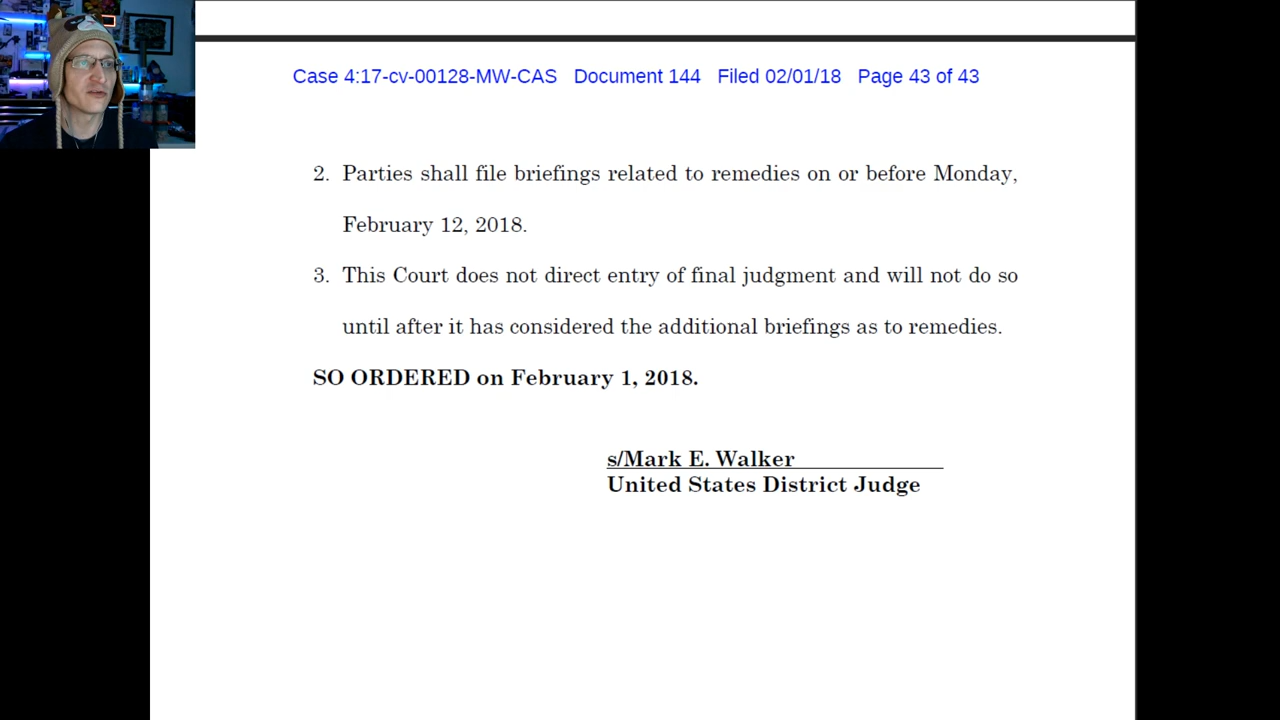 Case 4:17-cv-00128-MW-CAS Document 144 Filed 02/01/18 Page 43 of 43
2. Parties shall file briefings related to remedies on or before Monday,
February 12, 2018.
3. This Court does not direct entry of final judgment and will not do so
until after it has considered the additional briefings as to remedies.
SO ORDERED on February 1, 2018.
s/Mark E. Walker
United States District Judge